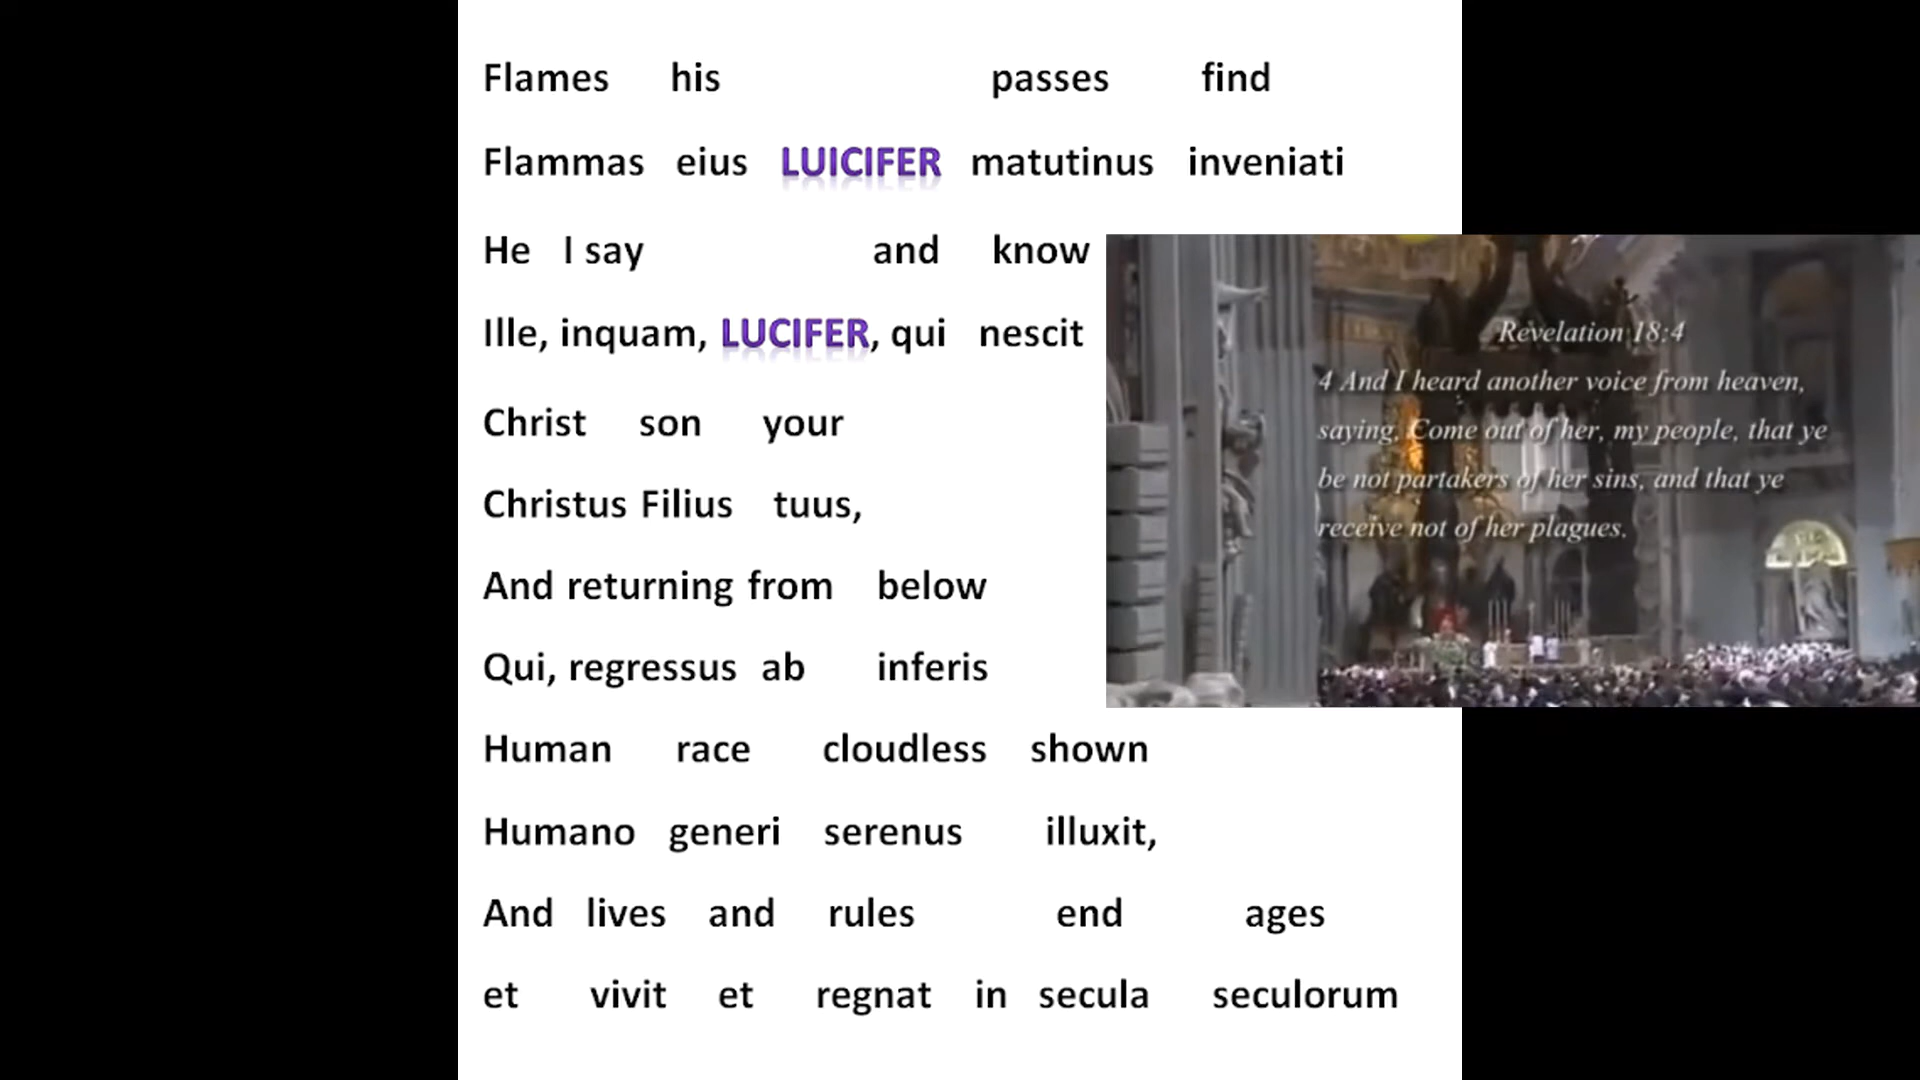 Flames his passes find
Flammas eius LUICIFER matutinus inveniati
He I say and know
Ille, inquam, LUCIFER, qui nescit
Christ son your
Christus Filius tuus,
And returning from below
Qui, regressus ab inferis
Human race cloudless shown
Humano generi serenus illuxit,
And lives and rules end ages
et vivit et regnat in secula seculorum
Revelation 18:4
4 And I heard another voice from heaven,
saying, Come out of her, my people, that ye
be not partakers of her sins, and that ye
receive not of her plagues.